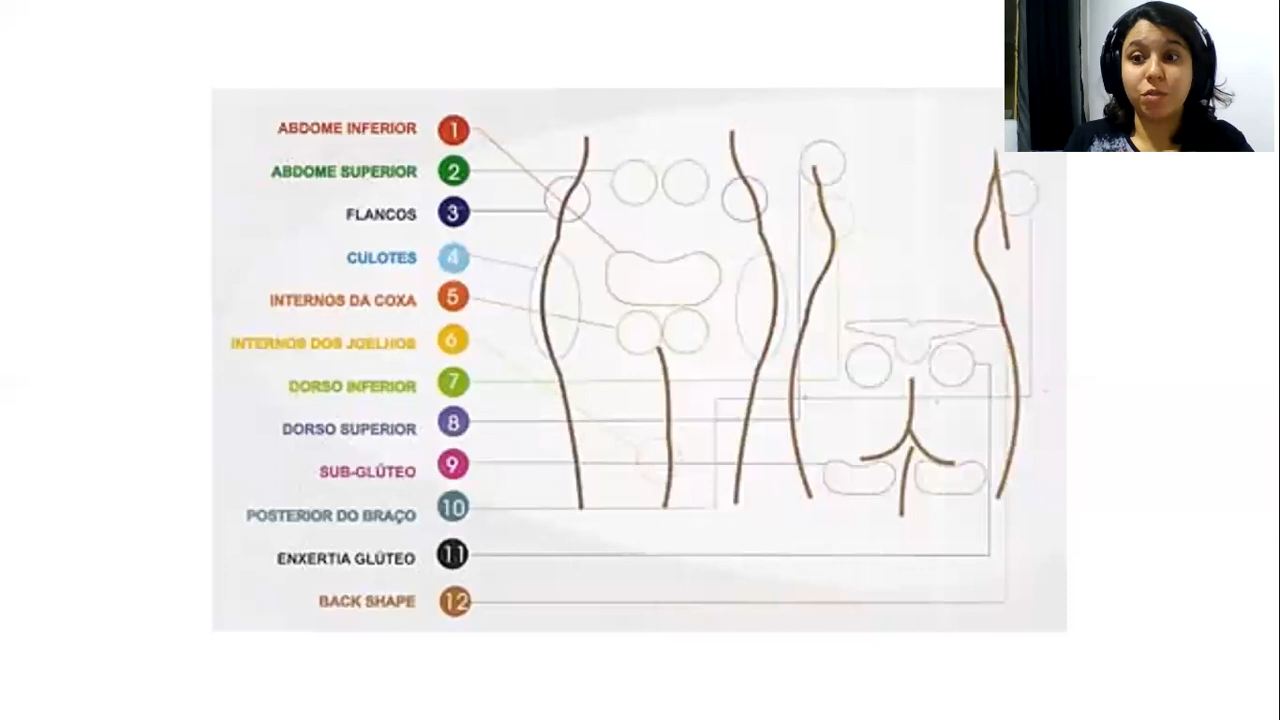 ABDOME INFERIOR 1
ABDOME SUPERIOR 2
FLANCOS 3
CULOTES 4
INTERNOS DA COXA 5
INTERNOS DOS JOELHOS 6
DORSO INFERIOR 7
DORSO SUPERIOR 8
SUB-GLÚTEO 9
POSTERIOR DO BRAÇO 10
ENXERTIA GLÚTEO 11
BACK SHAPE 12